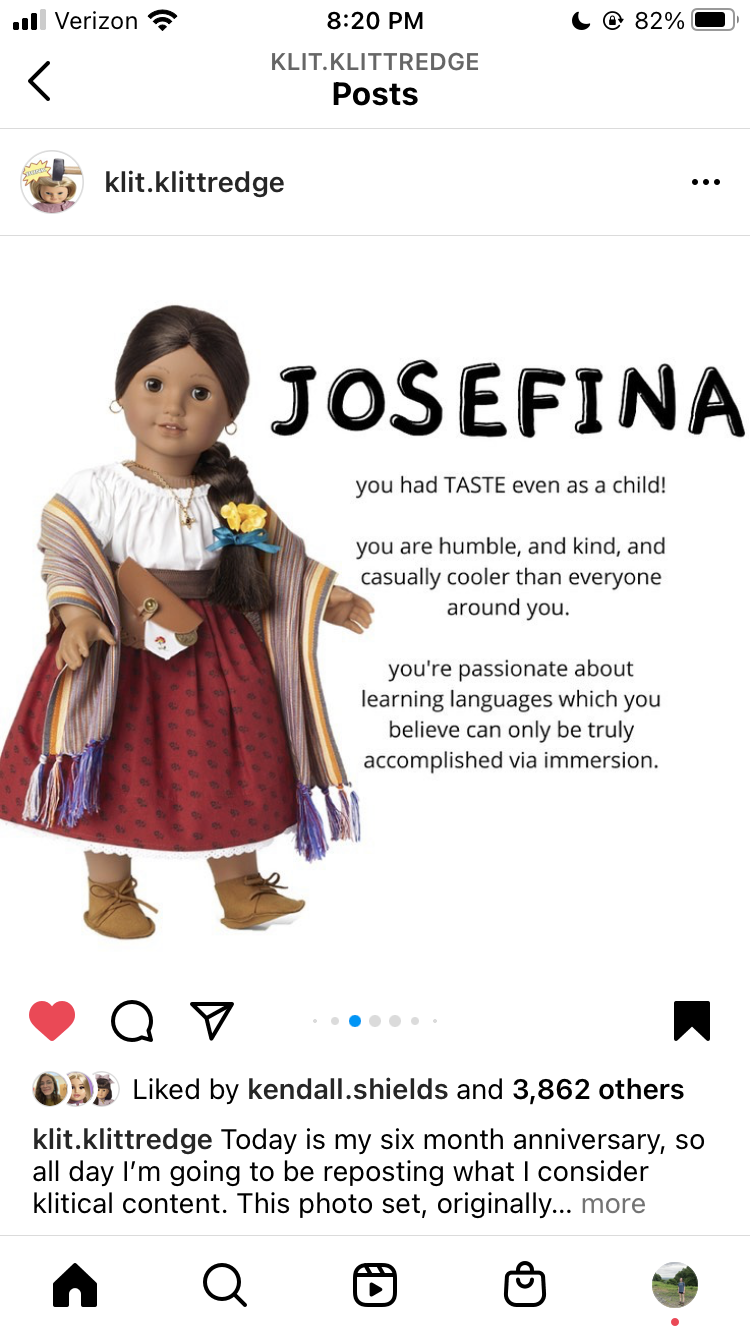 Verizon 8:20 PM 82%
KLIT.KLITTREDGE
Posts
klit.klittredge
JOSEFINA
you had TASTE even as a child!
you are humble, and kind, and
casually cooler than everyone
around you.
you're passionate about
learning languages which you
believe can only be truly
accomplished via immersion.
Liked by kendall.shields and 3,862 others
klit.klittredge Today is my six month anniversary, so
all day I’m going to be reposting what I consider
klitical content. This photo set, originally... more